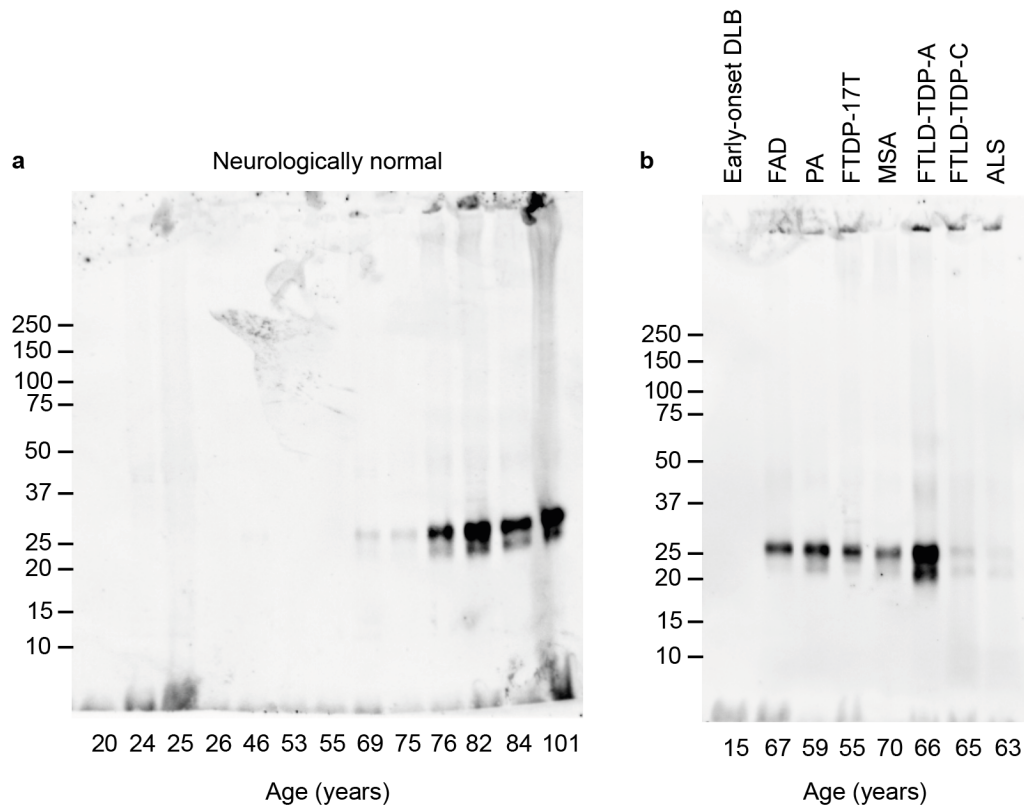 a
Neurologically normal
250
150
100
75
50
37
25
20
15
10
20 24 25 26 46 53 55 69 75 76 82 84 101
Age (years)
b
Early-onset DLB
FAD
PA
FTDP-17T
MSA
FTLD-TDP-A
FTLD-TDP-C
ALS
250
150
100
75
50
37
25
20
15
10
15 67 59 55 70 66 65 63
Age (years)